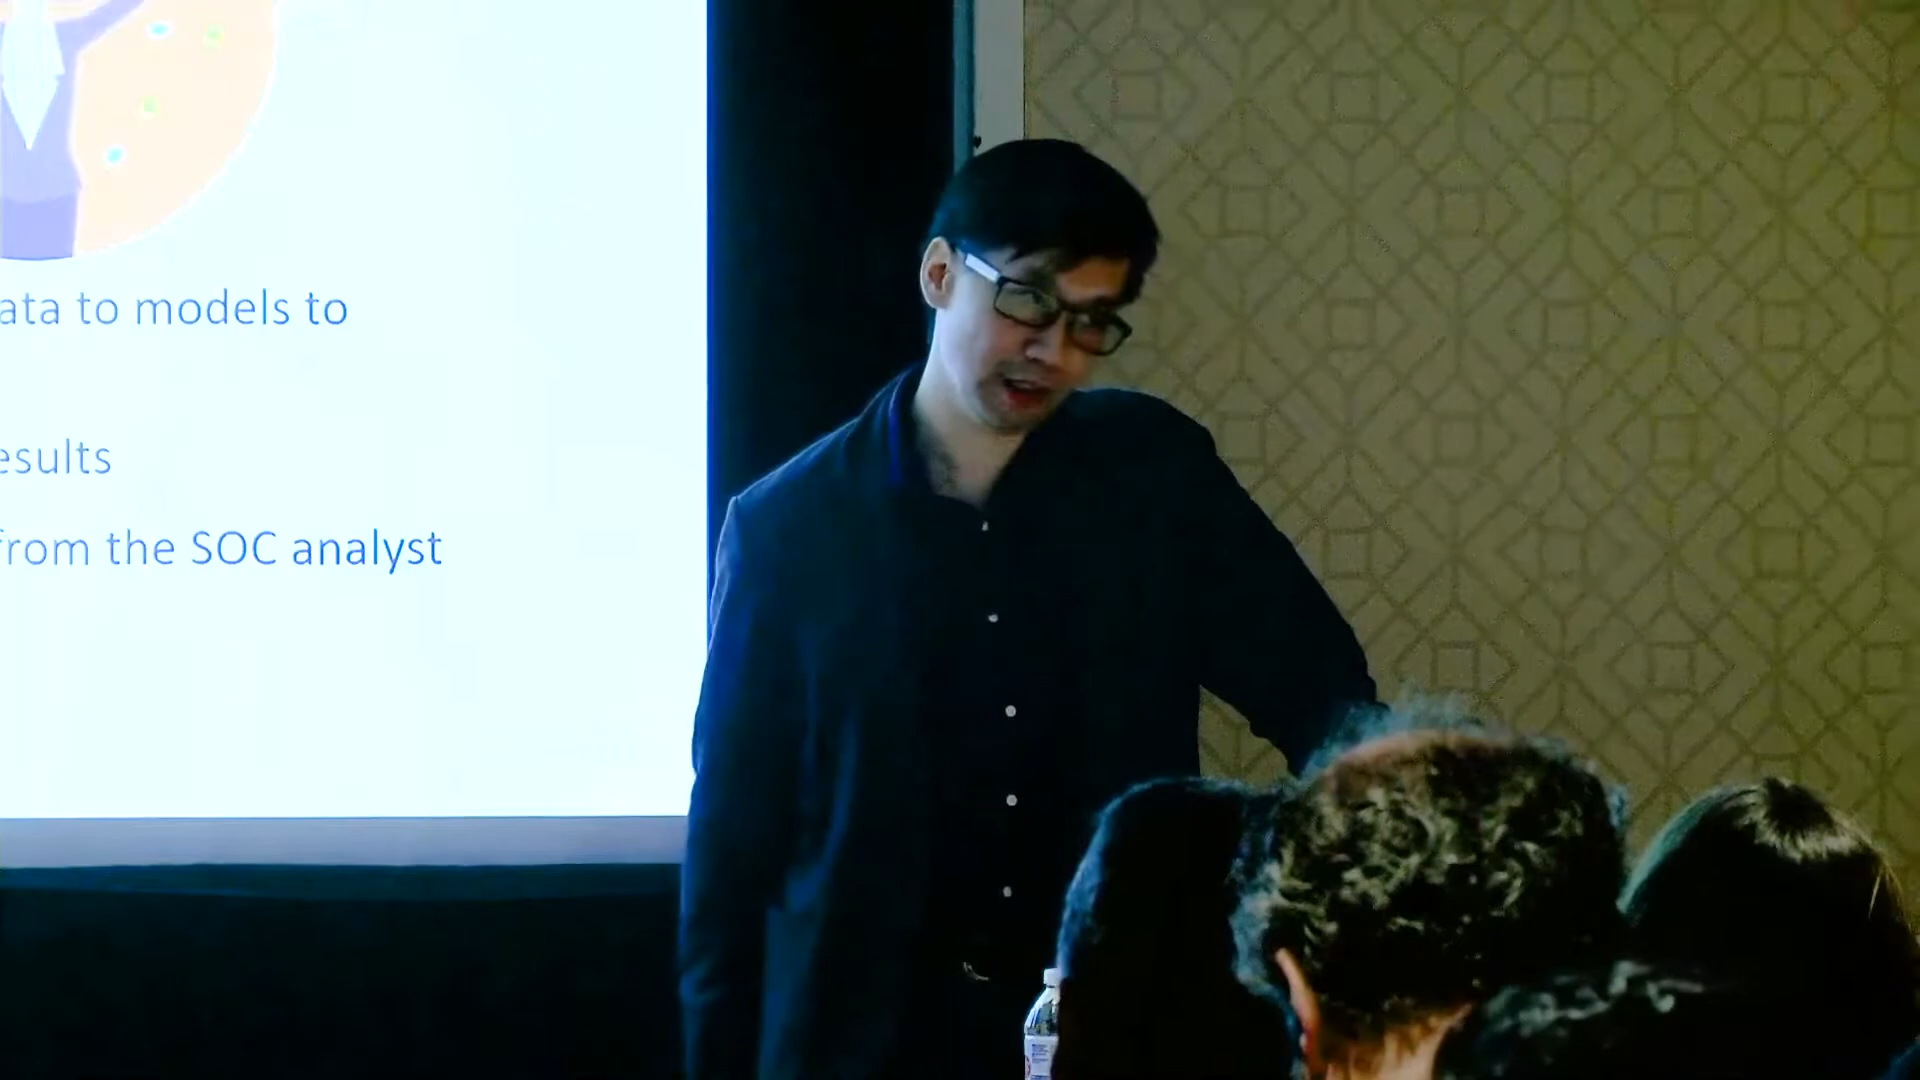 ata to models to
esults
from the SOC analyst